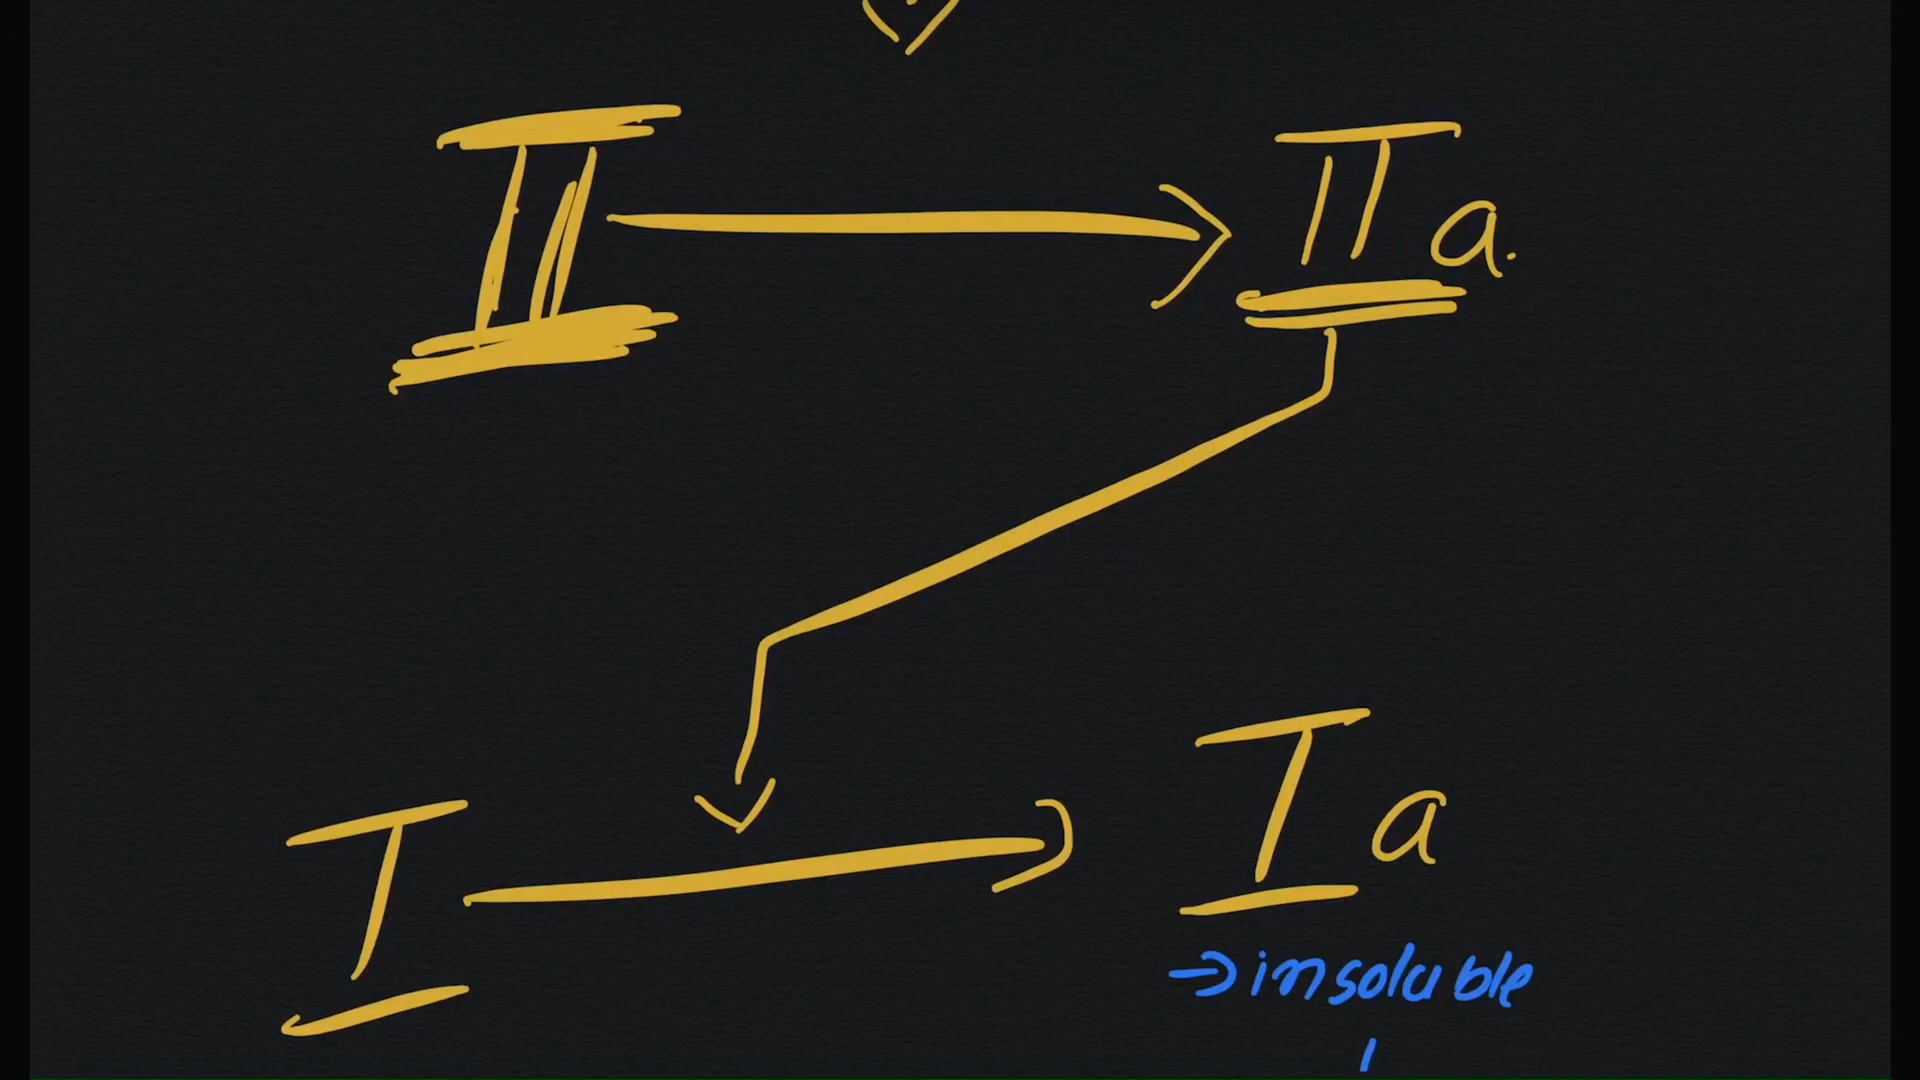 II → IIa.
I → Ia
→ insoluble